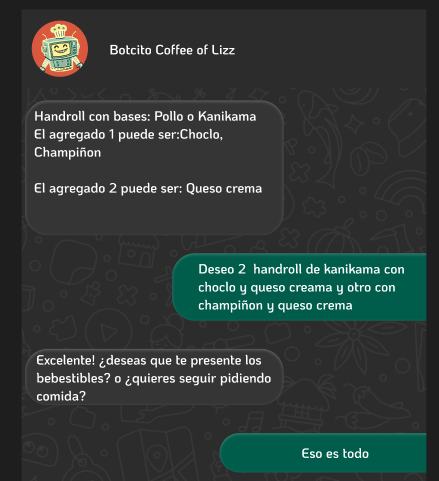 Botcito Coffee of Lizz
Handroll con bases: Pollo o Kanikama
El agregado 1 puede ser:Choclo,
Champiñon
El agregado 2 puede ser: Queso crema
Deseo 2  handroll de kanikama con
choclo y queso creama y otro con
champiñon y queso crema
Excelente! ¿deseas que te presente los
bebestibles? o ¿quieres seguir pidiendo
comida?
Eso es todo